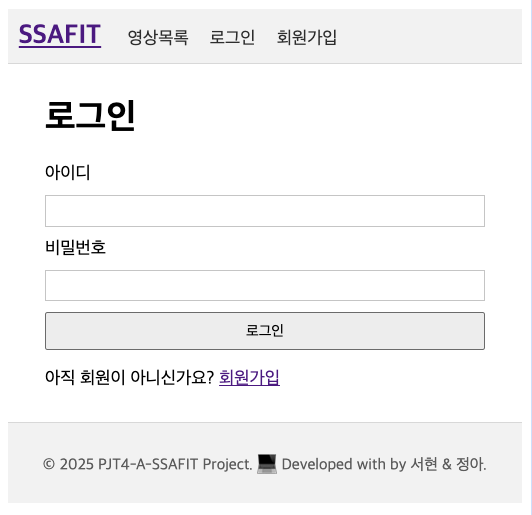 SSAFIT 영상목록 로그인 회원가입
로그인
아이디
비밀번호
로그인
아직 회원이 아니신가요? 회원가입
© 2025 PJT4-A-SSAFIT Project. 💻 Developed with by 서현 & 정아.